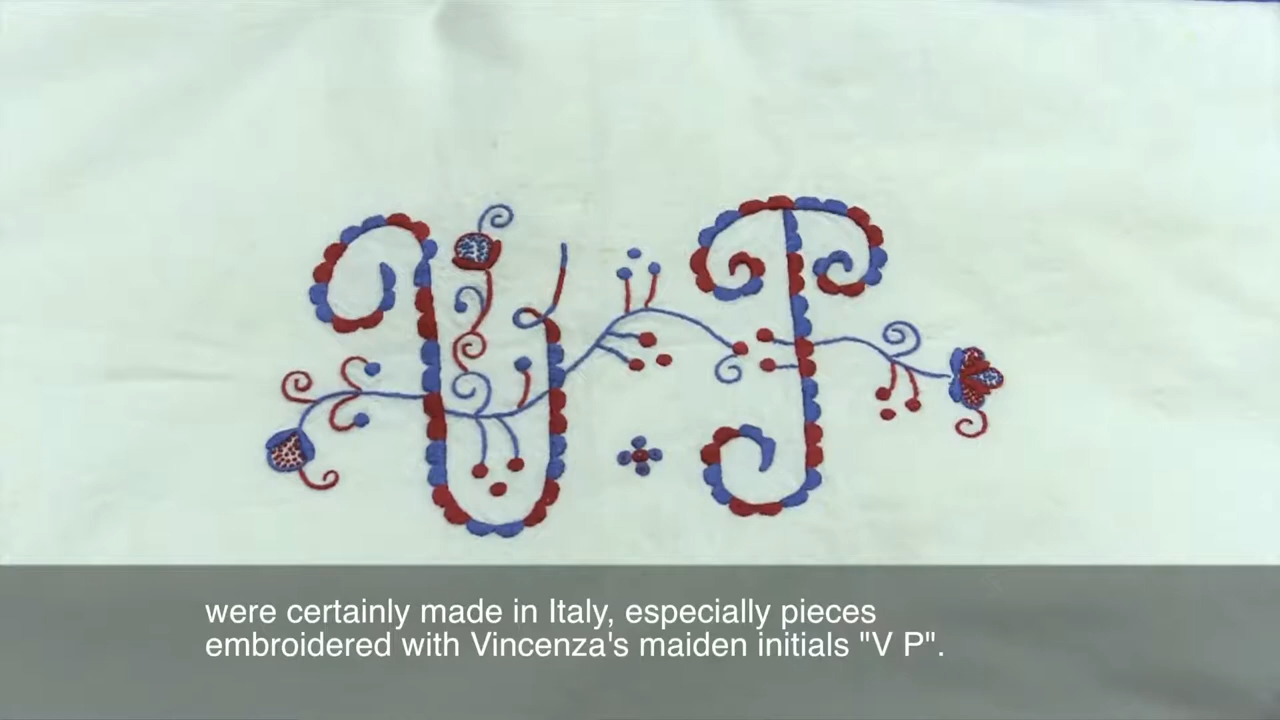 V P
were certainly made in Italy, especially pieces
embroidered with Vincenza's maiden initials "V P".